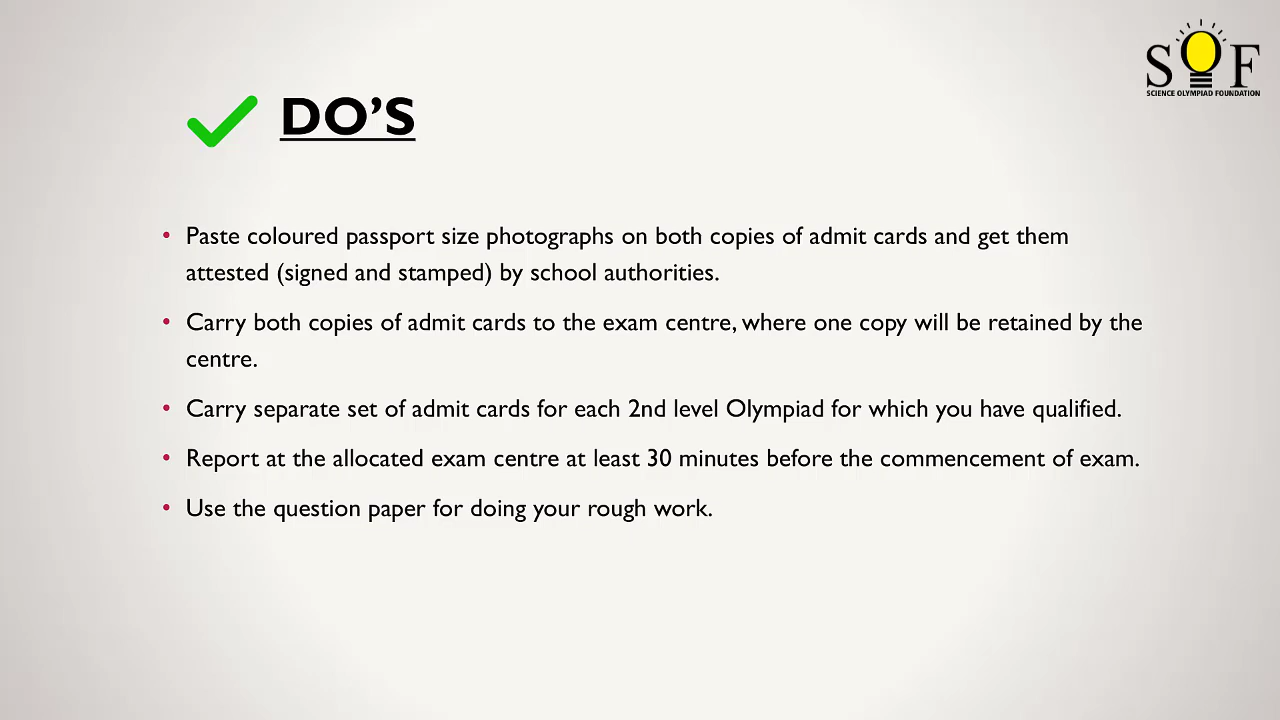 SOF
SCIENCE OLYMPIAD FOUNDATION
DO’S
• Paste coloured passport size photographs on both copies of admit cards and get them
attested (signed and stamped) by school authorities.
• Carry both copies of admit cards to the exam centre, where one copy will be retained by the
centre.
• Carry separate set of admit cards for each 2nd level Olympiad for which you have qualified.
• Report at the allocated exam centre at least 30 minutes before the commencement of exam.
• Use the question paper for doing your rough work.